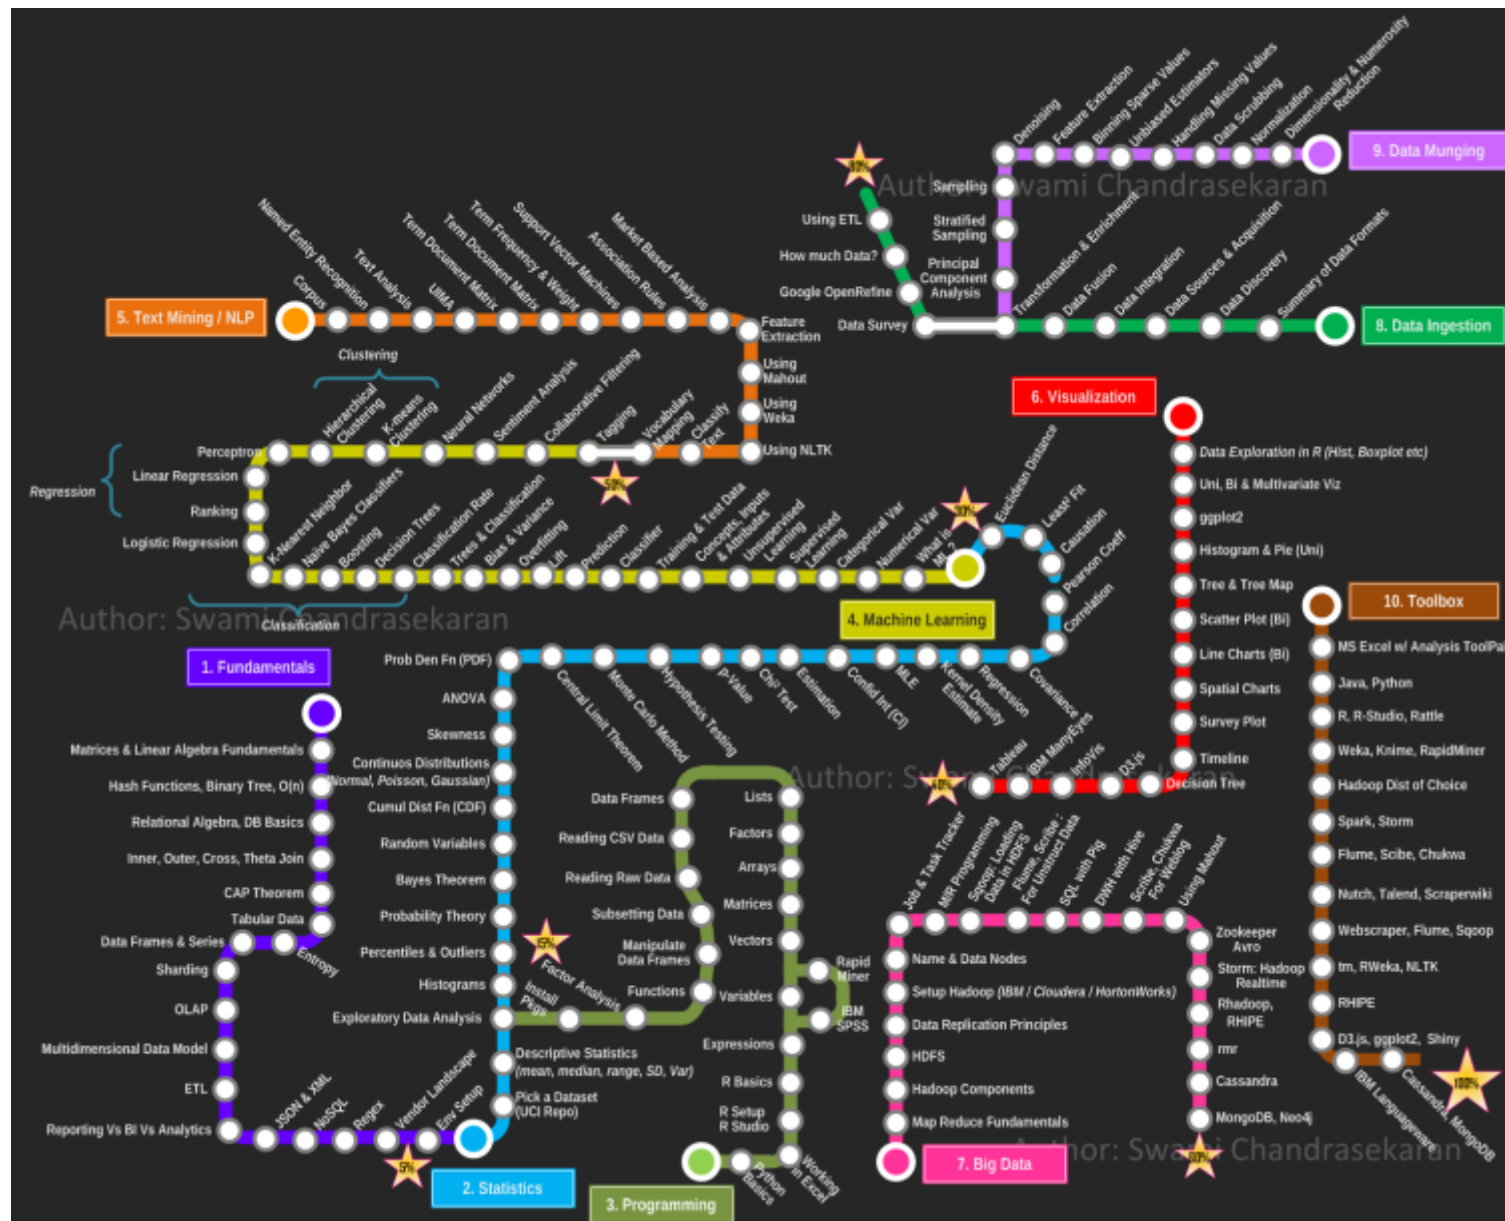 Denoising
Feature Extraction
Binning Sparse Values
Unbiased Estimators
Handling Missing Values
Data Scrubbing
Normalization
Dimensionality & Numerosity
Reduction
9. Data Munging
Author: Swami Chandrasekaran
Sampling
Stratified
Sampling
Principal
Component
Analysis
Using ETL
How much Data?
Google OpenRefine
Data Survey
Transformation & Enrichment
Data Fusion
Data Integration
Data Sources & Acquisition
Data Discovery
Summary of Data Formats
8. Data Ingestion
5. Text Mining / NLP
Corpus
Named Entity Recognition
Text Analysis
UIMA
Term Document Matrix
Term Document Matrix
Term Frequency & Weight
Support Vector Machines
Association Rules
Market Based Analysis
Feature
Extraction
Using
Mahout
Using
Weka
Using NLTK
Classify
Text
Vocabulary
Mapping
Tagging
50%
Collaborative Filtering
Sentiment Analysis
Neural Networks
Clustering
K-means
Clustering
Hierarchical
Clustering
Perceptron
Regression
Linear Regression
Ranking
Logistic Regression
K-Nearest Neighbor
Naive Bayes Classifiers
Boosting
Decision Trees
Classification Rate
Trees & Classification
Bias & Variance
Overfitting
Lift
Prediction
Classifier
Training & Test Data
Concepts, Inputs
& Attributes
Unsupervised
Learning
Supervised
Learning
Categorical Var
Numerical Var
What is
ML?
30%
Classification
4. Machine Learning
Author: Swami Chandrasekaran
Euclidean Distance
Least Fit
Causation
Pearson Coeff
Correlation
Covariance
Regression
Kernel Density
Estimate
MLE
Confid Int (CI)
Estimation
Chi² Test
p-Value
Hypothesis Testing
Monte Carlo Method
Central Limit Theorem
Prob Den Fn (PDF)
ANOVA
Skewness
Continuos Distributions
(Normal, Poisson, Gaussian)
Cumul Dist Fn (CDF)
Random Variables
Bayes Theorem
Probability Theory
Percentiles & Outliers
Histograms
Exploratory Data Analysis
Descriptive Statistics
(mean, median, range, SD, Var)
Pick a Dataset
(UCI Repo)
2. Statistics
1. Fundamentals
Matrices & Linear Algebra Fundamentals
Hash Functions, Binary Tree, O(n)
Relational Algebra, DB Basics
Inner, Outer, Cross, Theta Join
CAP Theorem
Tabular Data
Entropy
Data Frames & Series
Sharding
OLAP
Multidimensional Data Model
ETL
Reporting Vs BI Vs Analytics
JSON & XML
NoSQL
Regex
Vendor Landscape
Env Setup
5%
15%
Install
Pkgs
Factor Analysis
Functions
Manipulate
Data Frames
Subsetting Data
Reading Raw Data
Reading CSV Data
Data Frames
Lists
Factors
Arrays
Matrices
Vectors
Rapid
Miner
Variables
IBM
SPSS
Expressions
R Basics
R Setup
R Studio
Working
in Excel
Python
Basics
3. Programming
6. Visualization
Data Exploration in R (Hist, Boxplot etc)
Uni, Bi & Multivariate Viz
ggplot2
Histogram & Pie (Uni)
Tree & Tree Map
Scatter Plot (Bi)
Line Charts (Bi)
Spatial Charts
Survey Plot
Timeline
Decision Tree
D3.js
InfoVis
IBM ManyEyes
Tableau
Author: Swami Chandrasekaran
Job & Task Tracker
M/R Programming
Sqoop: Loading
Data in HDFS
Flume, Scribe :
For Unstruct Data
SQL with Pig
DWH with Hive
Scribe, Chukwa
For Weblog
Using Mahout
Zookeeper
Avro
Storm: Hadoop
Realtime
Rhadoop,
RHIPE
rmr
Cassandra
MongoDB, Neo4j
Name & Data Nodes
Setup Hadoop (IBM / Cloudera / HortonWorks)
Data Replication Principles
HDFS
Hadoop Components
Map Reduce Fundamentals
7. Big Data
Author: Swami Chandrasekaran
10. Toolbox
MS Excel w/ Analysis ToolPa
Java, Python
R, R-Studio, Rattle
Weka, Knime, RapidMiner
Hadoop Dist of Choice
Spark, Storm
Flume, Scibe, Chukwa
Nutch, Talend, Scraperwiki
Webscraper, Flume, Sqoop
tm, RWeka, NLTK
RHIPE
D3.js, ggplot2, Shiny
IBM Languageware
Cassandra, MongoDB
100%